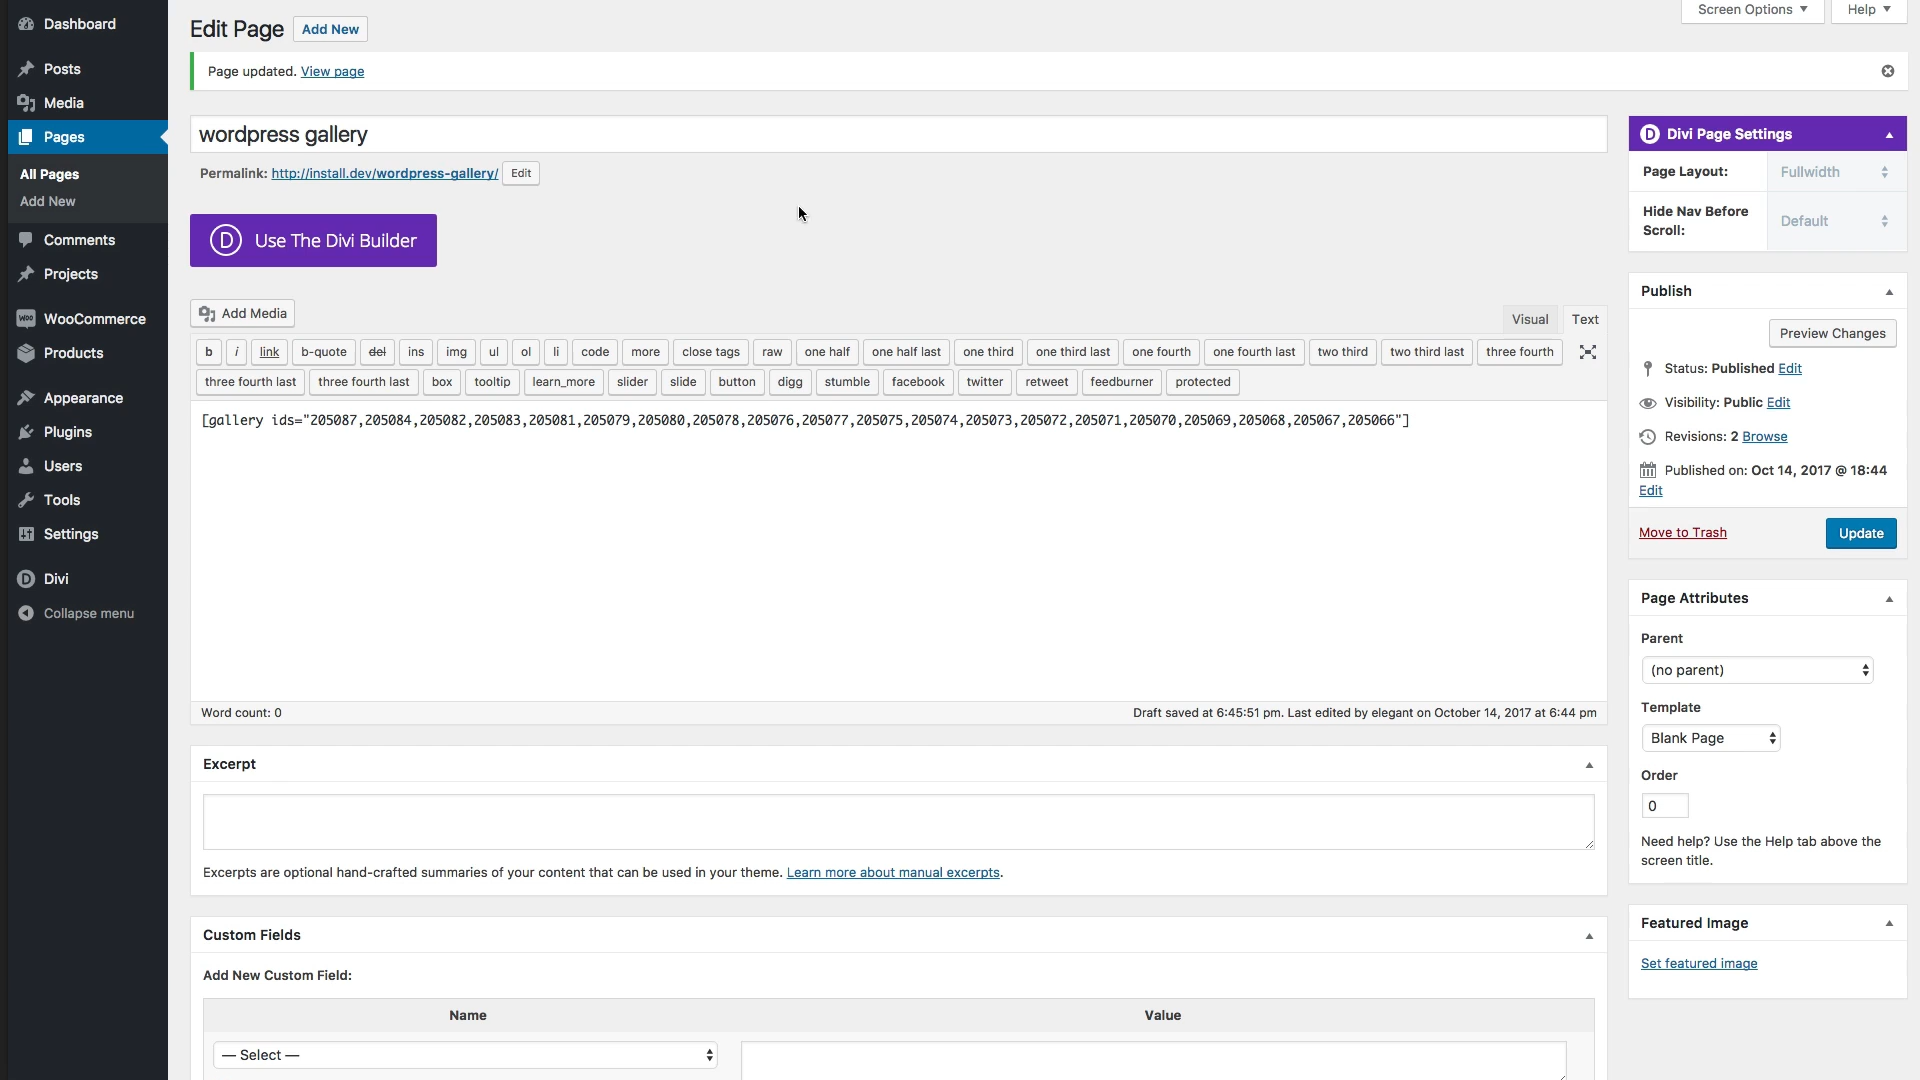 Dashboard
Posts
Media
Pages
All Pages
Add New
Comments
Projects
WOO WooCommerce
Products
Appearance
Plugins
Users
Tools
Settings
D Divi
Collapse menu
Screen Options
Help
Edit Page Add New
Page updated. View page
wordpress gallery
Permalink: http://install.dev/wordpress-gallery/ Edit
D Use The Divi Builder
Add Media
Visual Text
b i link b-quote del ins img ul ol li code more close tags raw one half one half last one third one third last one fourth one fourth last two third two third last three fourth
three fourth last three fourth last box tooltip learn_more slider slide button digg stumble facebook twitter retweet feedburner protected
[gallery ids="205087,205084,205082,205083,205081,205079,205080,205078,205076,205077,205075,205074,205073,205072,205071,205070,205069,205068,205067,205066"]
Word count: 0
Draft saved at 6:45:51 pm. Last edited by elegant on October 14, 2017 at 6:44 pm
Excerpt
Excerpts are optional hand-crafted summaries of your content that can be used in your theme. Learn more about manual excerpts.
Custom Fields
Add New Custom Field:
Name Value
— Select —
D Divi Page Settings
Page Layout: Fullwidth
Hide Nav Before
Scroll:
Default
Publish
Preview Changes
Status: Published Edit
Visibility: Public Edit
Revisions: 2 Browse
Published on: Oct 14, 2017 @ 18:44
Edit
Move to Trash Update
Page Attributes
Parent
(no parent)
Template
Blank Page
Order
0
Need help? Use the Help tab above the
screen title.
Featured Image
Set featured image